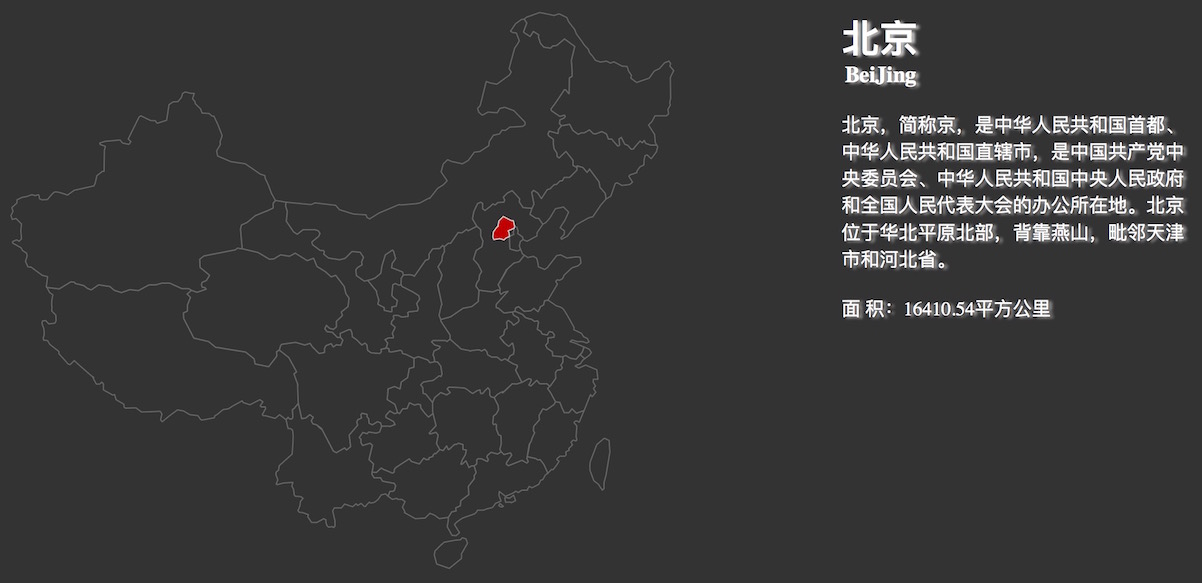 北京
BeiJing
北京，简称京，是中华人民共和国首都、
中华人民共和国直辖市，是中国共产党中
央委员会、中华人民共和国中央人民政府
和全国人民代表大会的办公所在地。北京
位于华北平原北部，背靠燕山，毗邻天津
市和河北省。
面 积：16410.54平方公里